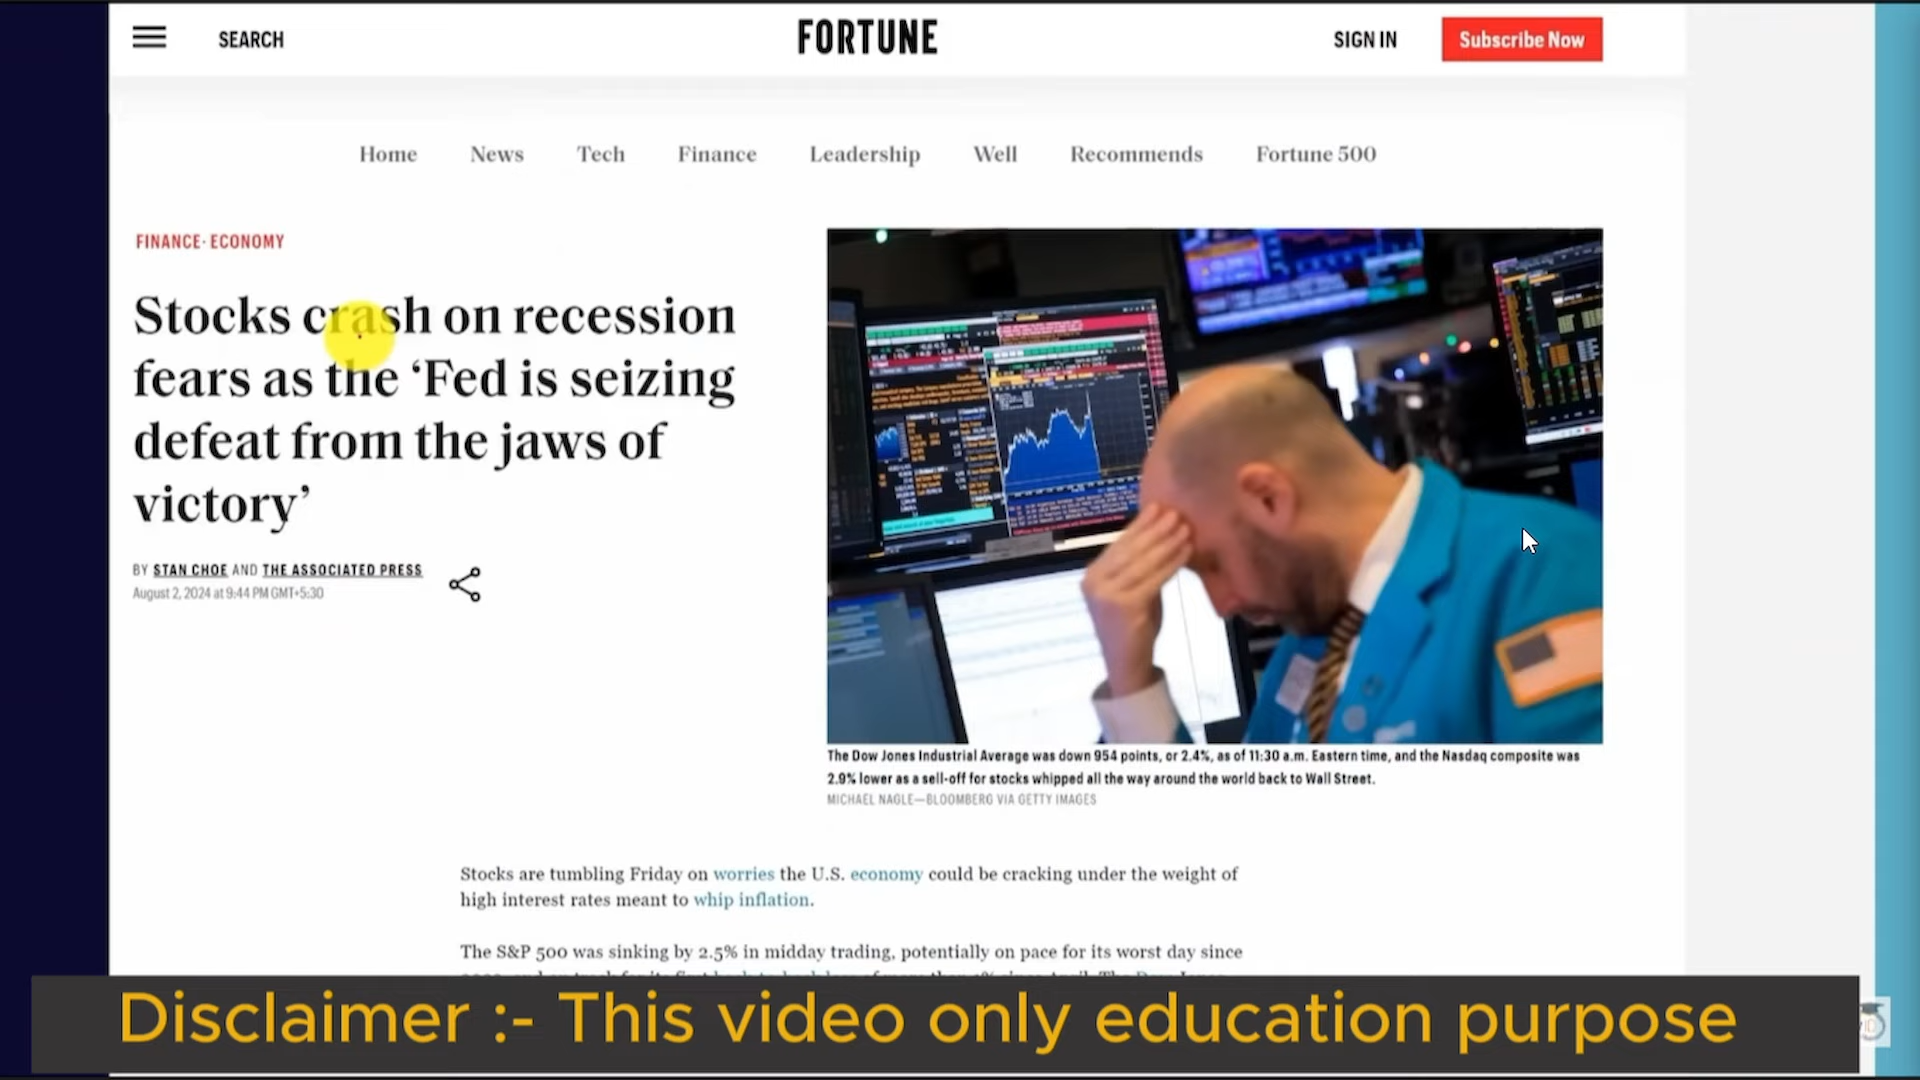 SEARCH
FORTUNE
SIGN IN
Subscribe Now
Home
News
Tech
Finance
Leadership
Well
Recommends
Fortune 500
FINANCE· ECONOMY
Stocks crash on recession
fears as the ‘Fed is seizing
defeat from the jaws of
victory’
BY STAN CHOE AND THE ASSOCIATED PRESS
August 2, 2024 at 9:44 PM GMT+5:30
The Dow Jones Industrial Average was down 954 points, or 2.4%, as of 11:30 a.m. Eastern time, and the Nasdaq composite was
2.9% lower as a sell-off for stocks whipped all the way around the world back to Wall Street.
MICHAEL NAGLE—BLOOMBERG VIA GETTY IMAGES
Stocks are tumbling Friday on worries the U.S. economy could be cracking under the weight of
high interest rates meant to whip inflation.
The S&P 500 was sinking by 2.5% in midday trading, potentially on pace for its worst day since
Disclaimer :- This video only education purpose